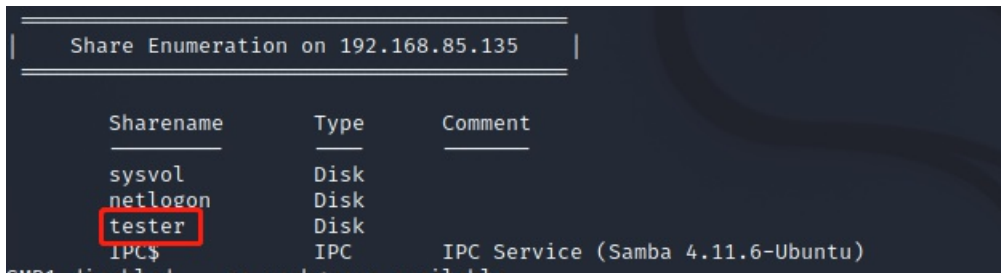 | Share Enumeration on 192.168.85.135 |
Sharename Type Comment
sysvol Disk
netlogon Disk
tester Disk
IPC$ IPC IPC Service (Samba 4.11.6-Ubuntu)